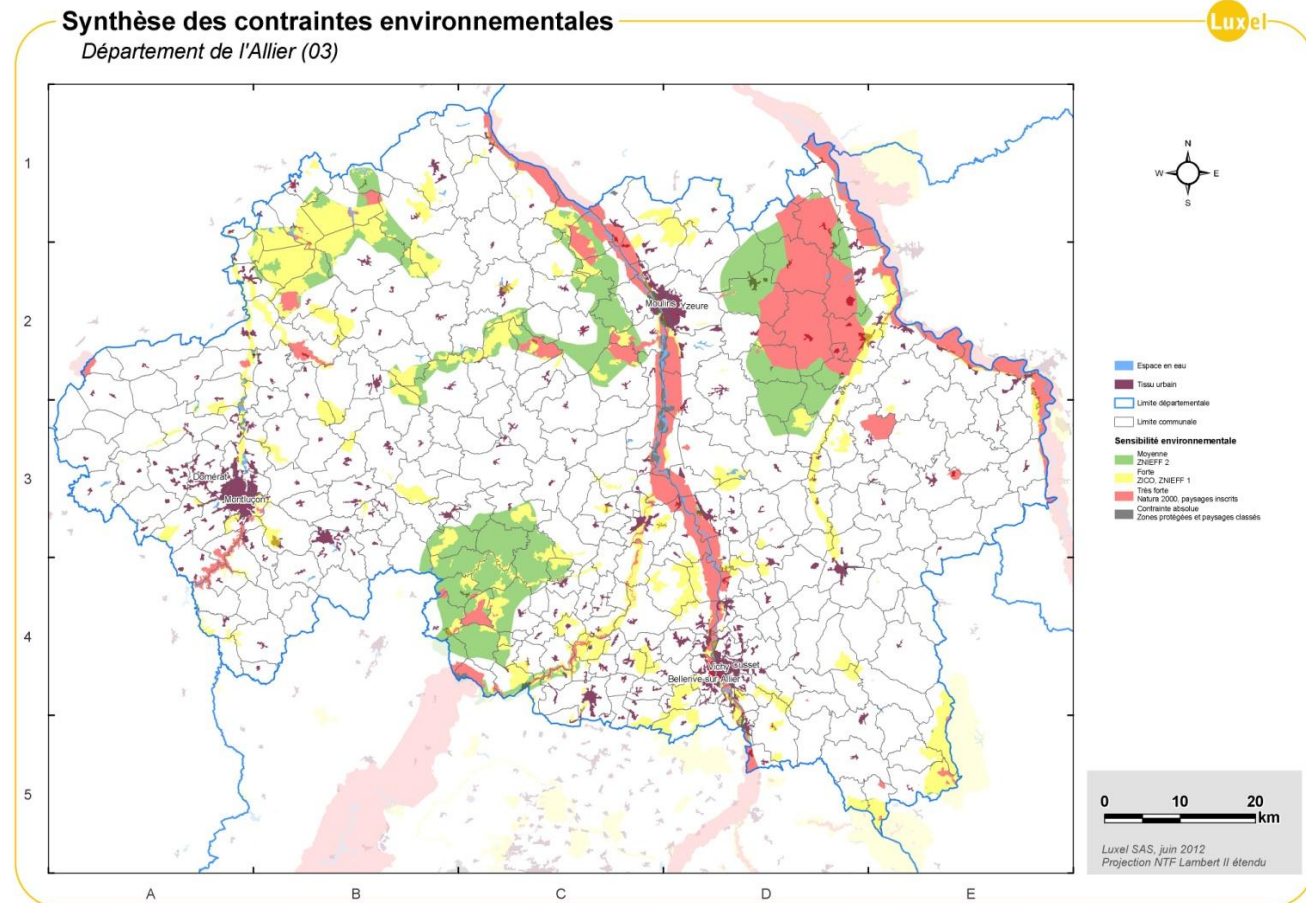 Synthèse des contraintes environnementales
Département de l'Allier (03)
Luxel
1
2
3
4
5
A
B
C
D
E
Moulins
Yzeure
Domérat
Montluçon
Vichy
Cusset
Bellerive-sur-Allier
N
W
E
S
Espace en eau
Tissu urbain
Limite départementale
Limite communale
Sensibilité environnementale
Moyenne
ZNIEFF 2
Forte
ZICO, ZNIEFF 1
Très forte
Natura 2000, paysages inscrits
Contrainte absolue
Zones protégées et paysages classés
0 10 20
km
Luxel SAS, juin 2012
Projection NTF Lambert II étendu